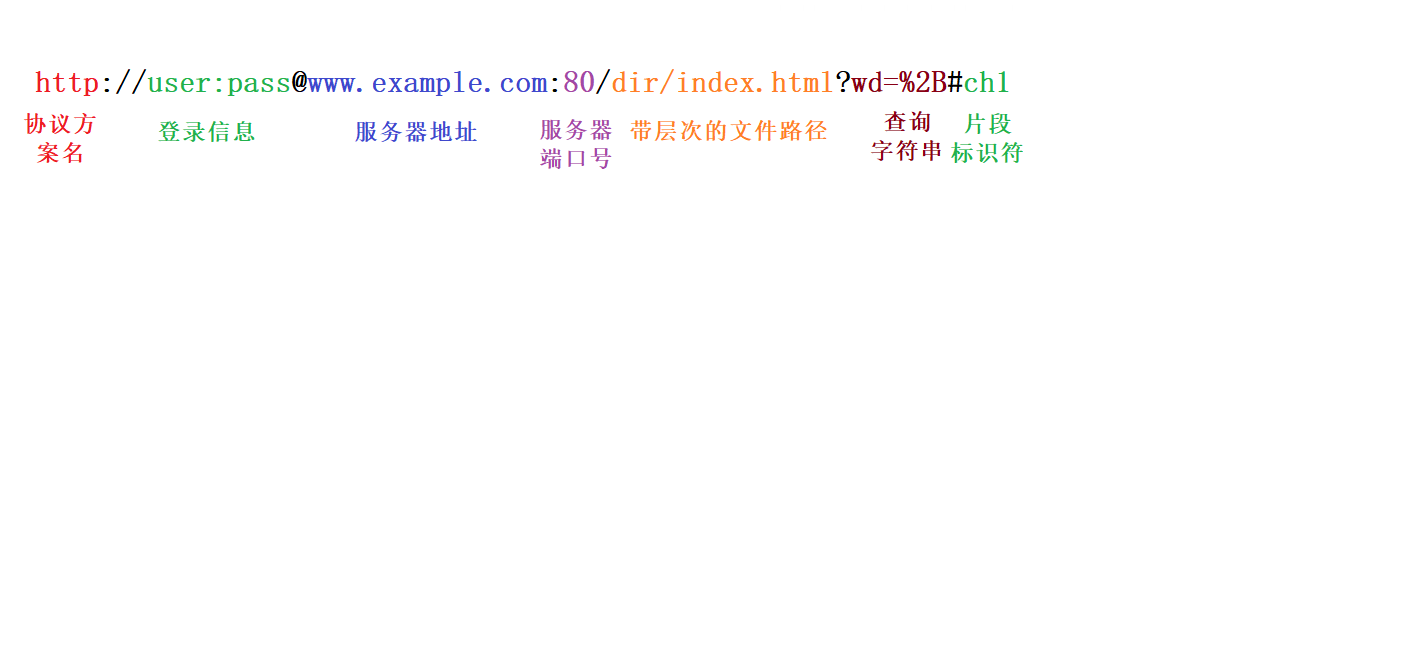 http://user:pass@www.example.com:80/dir/index.html?wd=%2B#ch1
协议方
案名
登录信息
服务器地址
服务器
端口号
带层次的文件路径
查询
字符串
片段
标识符